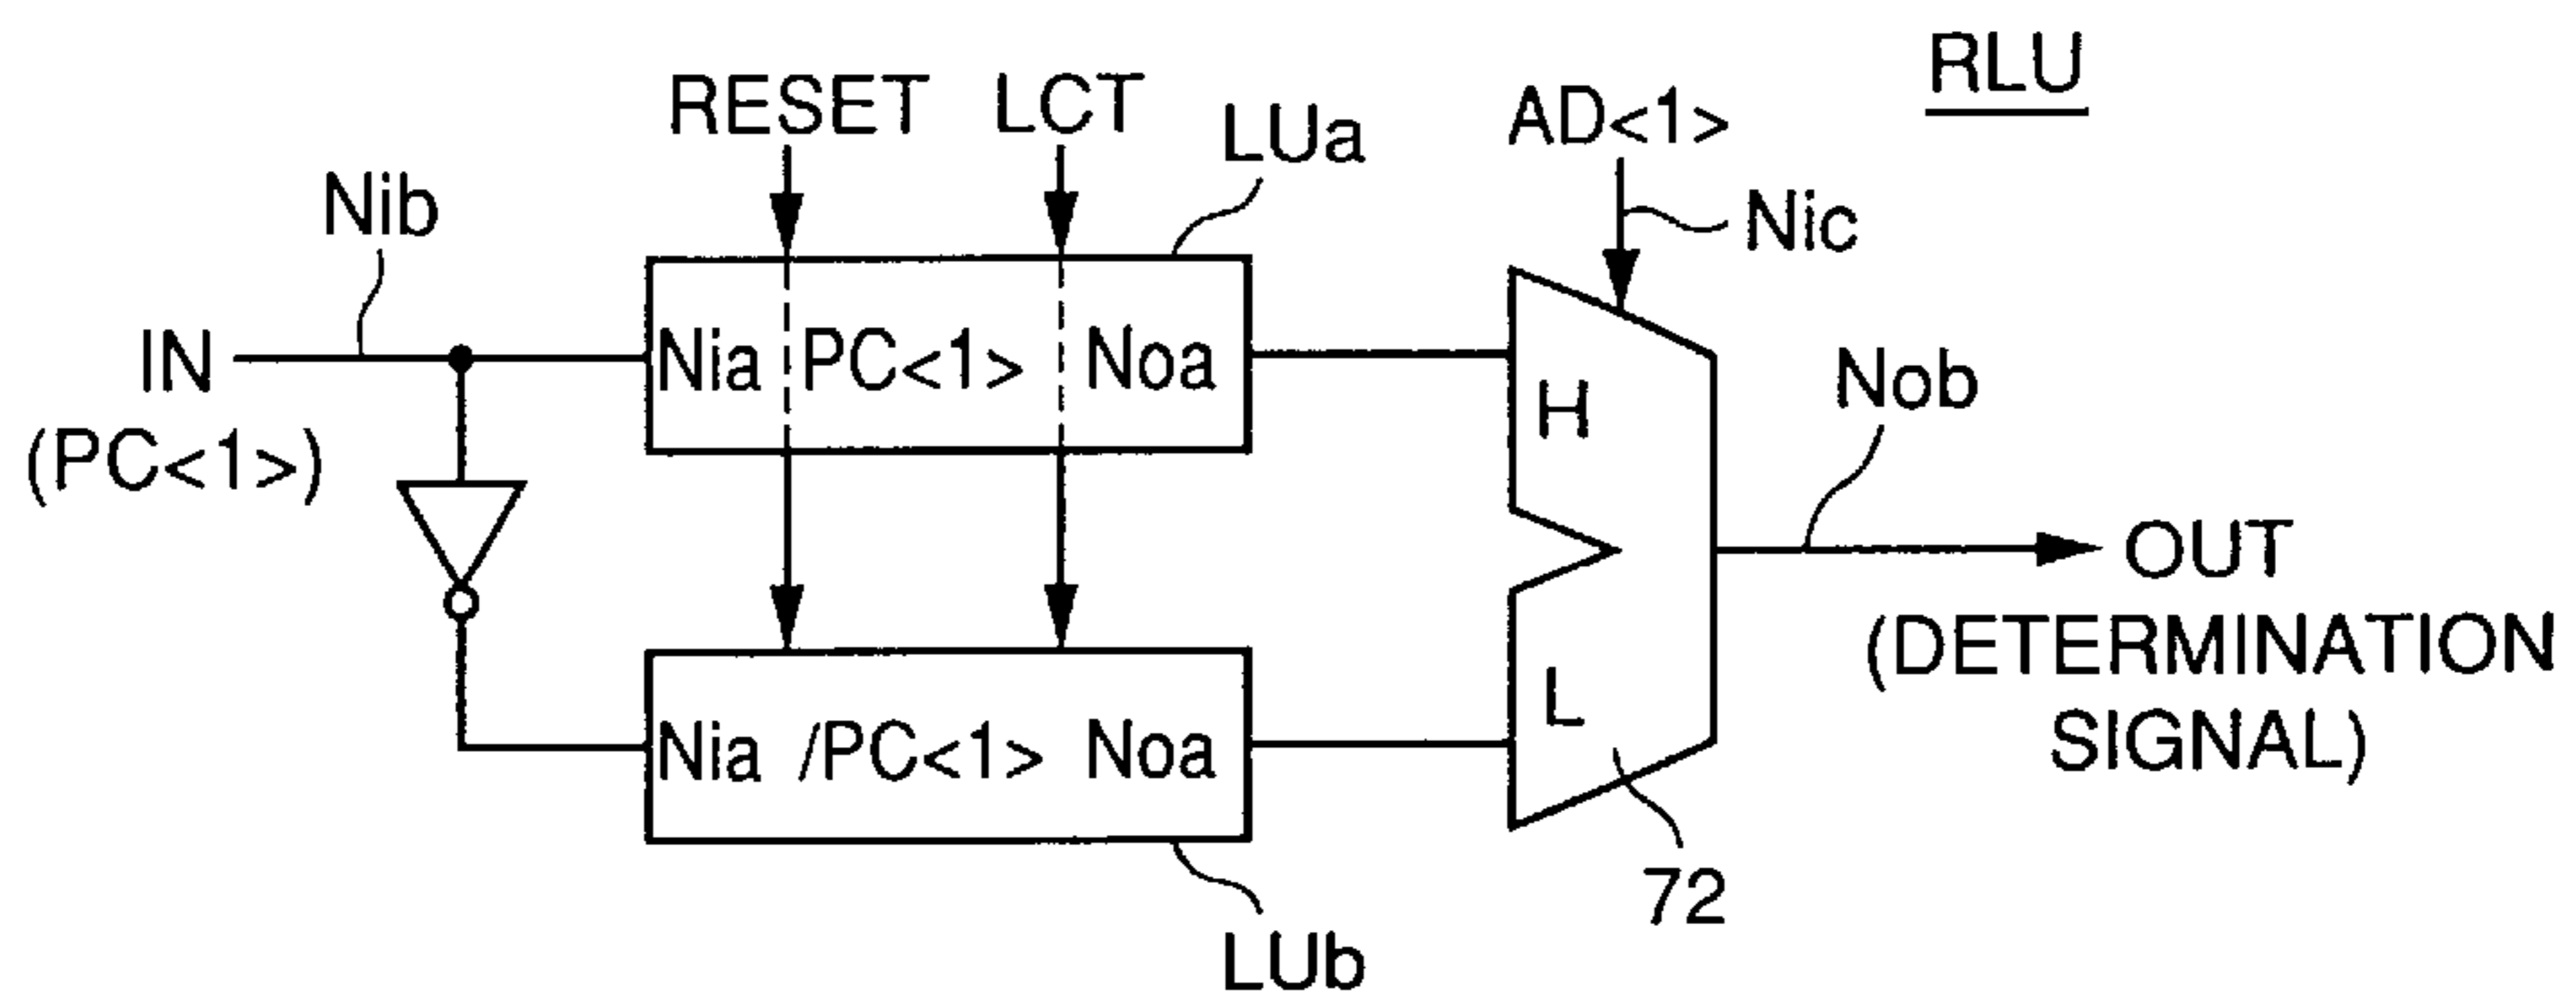 RLU
RESET
LCT
LUa
AD<1>
Nib
Nic
IN
(PC<1>)
Nia PC<1> Noa
H
Nob
OUT
(DETERMINATION
SIGNAL)
Nia /PC<1> Noa
L
72
LUb